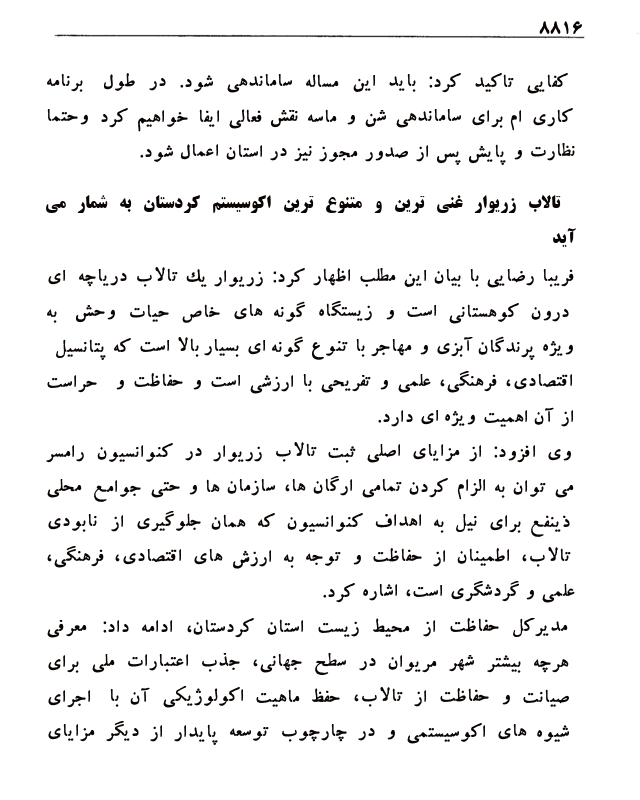 ۸۸۱۶
کفایی تاکید کرد: باید این مساله ساماندهی شود. در طول برنامه
کاری ام برای ساماندهی شن و ماسه نقش فعالی ایفا خواهیم کرد وحتما
نظارت و پایش پس از صدور مجوز نیز در استان اعمال شود.
تالاب زریوار غنی ترین و متنوع ترین اکوسیستم کردستان به شمار می
آید
فریبا رضایی با بیان این مطلب اظهار کرد: زریوار یك تالاب دریاچه ای
درون کوهستانی است و زیستگاه گونه های خاص حیات وحش به
ویژه پرندگان آبزی و مهاجر با تنوع گونه ای بسیار بالا است که پتانسیل
اقتصادی، فرهنگی، علمی و تفریحی با ارزشی است و حفاظت و حراست
از آن اهمیت ویژه ای دارد.
وی افزود: از مزایای اصلی ثبت تالاب زریوار در کنوانسیون رامسر
می توان به الزام کردن تمامی ارگان ها، سازمان ها و حتی جوامع محلی
ذینفع برای نیل به اهداف کنوانسیون که همان جلوگیری از نابودی
تالاب، اطمینان از حفاظت و توجه به ارزش های اقتصادی، فرهنگی،
علمی و گردشگری است، اشاره کرد.
مدیرکل حفاظت از محیط زیست استان کردستان، ادامه داد: معرفی
هرچه بیشتر شهر مریوان در سطح جهانی، جذب اعتبارات ملی برای
صیانت و حفاظت از تالاب، حفظ ماهیت اکولوژیکی آن با اجرای
شیوه های اکوسیستمی و در چارچوب توسعه پایدار از دیگر مزایای